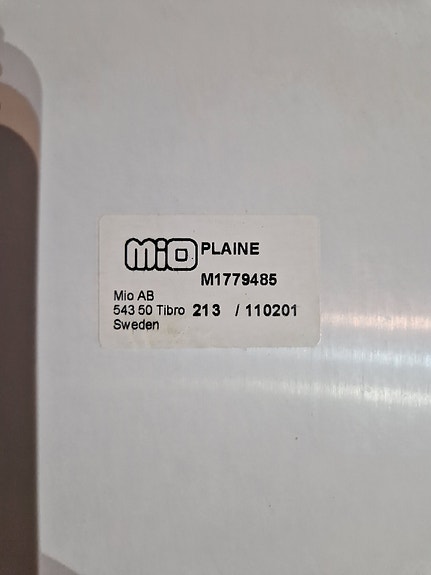 MiO PLAINE
M1779485
Mio AB
543 50 Tibro 213 / 110201
Sweden